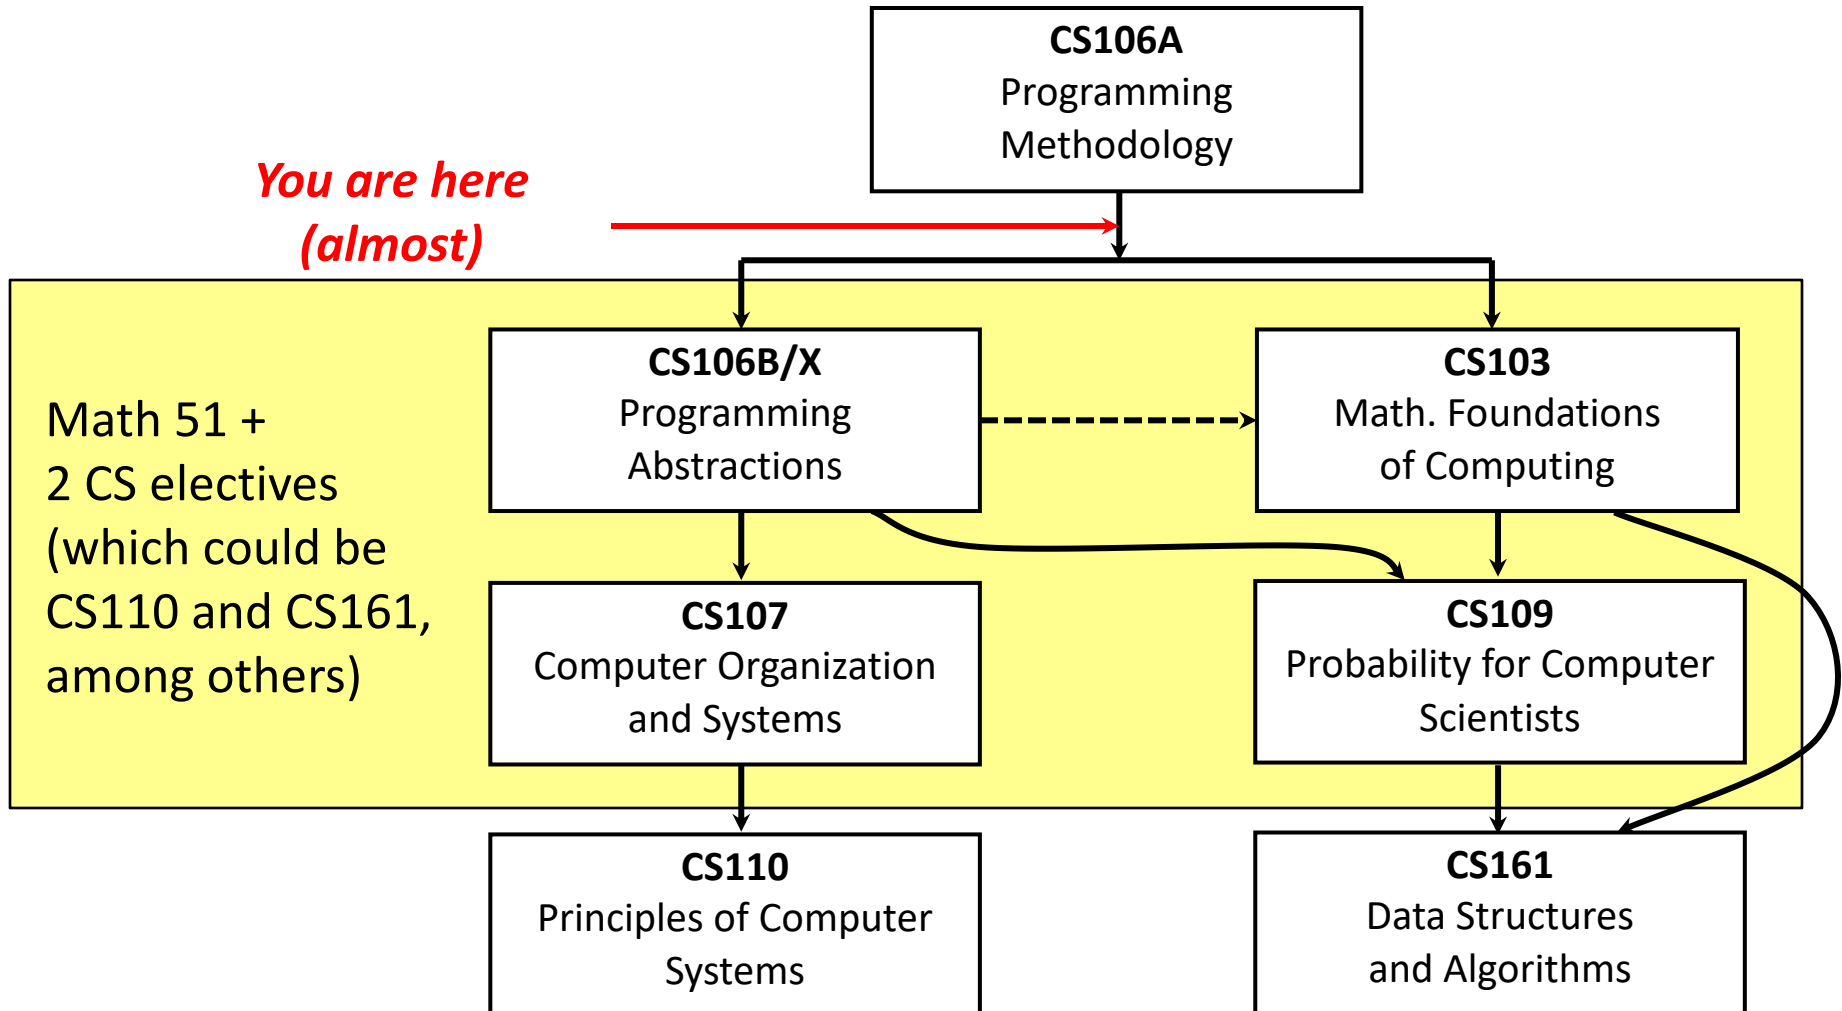 CS106A
Programming
Methodology
You are here
(almost)
CS106B/X
Programming
Abstractions
CS103
Math. Foundations
of Computing
Math 51 +
2 CS electives
(which could be
CS110 and CS161,
among others)
CS107
Computer Organization
and Systems
CS109
Probability for Computer
Scientists
CS110
Principles of Computer
Systems
CS161
Data Structures
and Algorithms